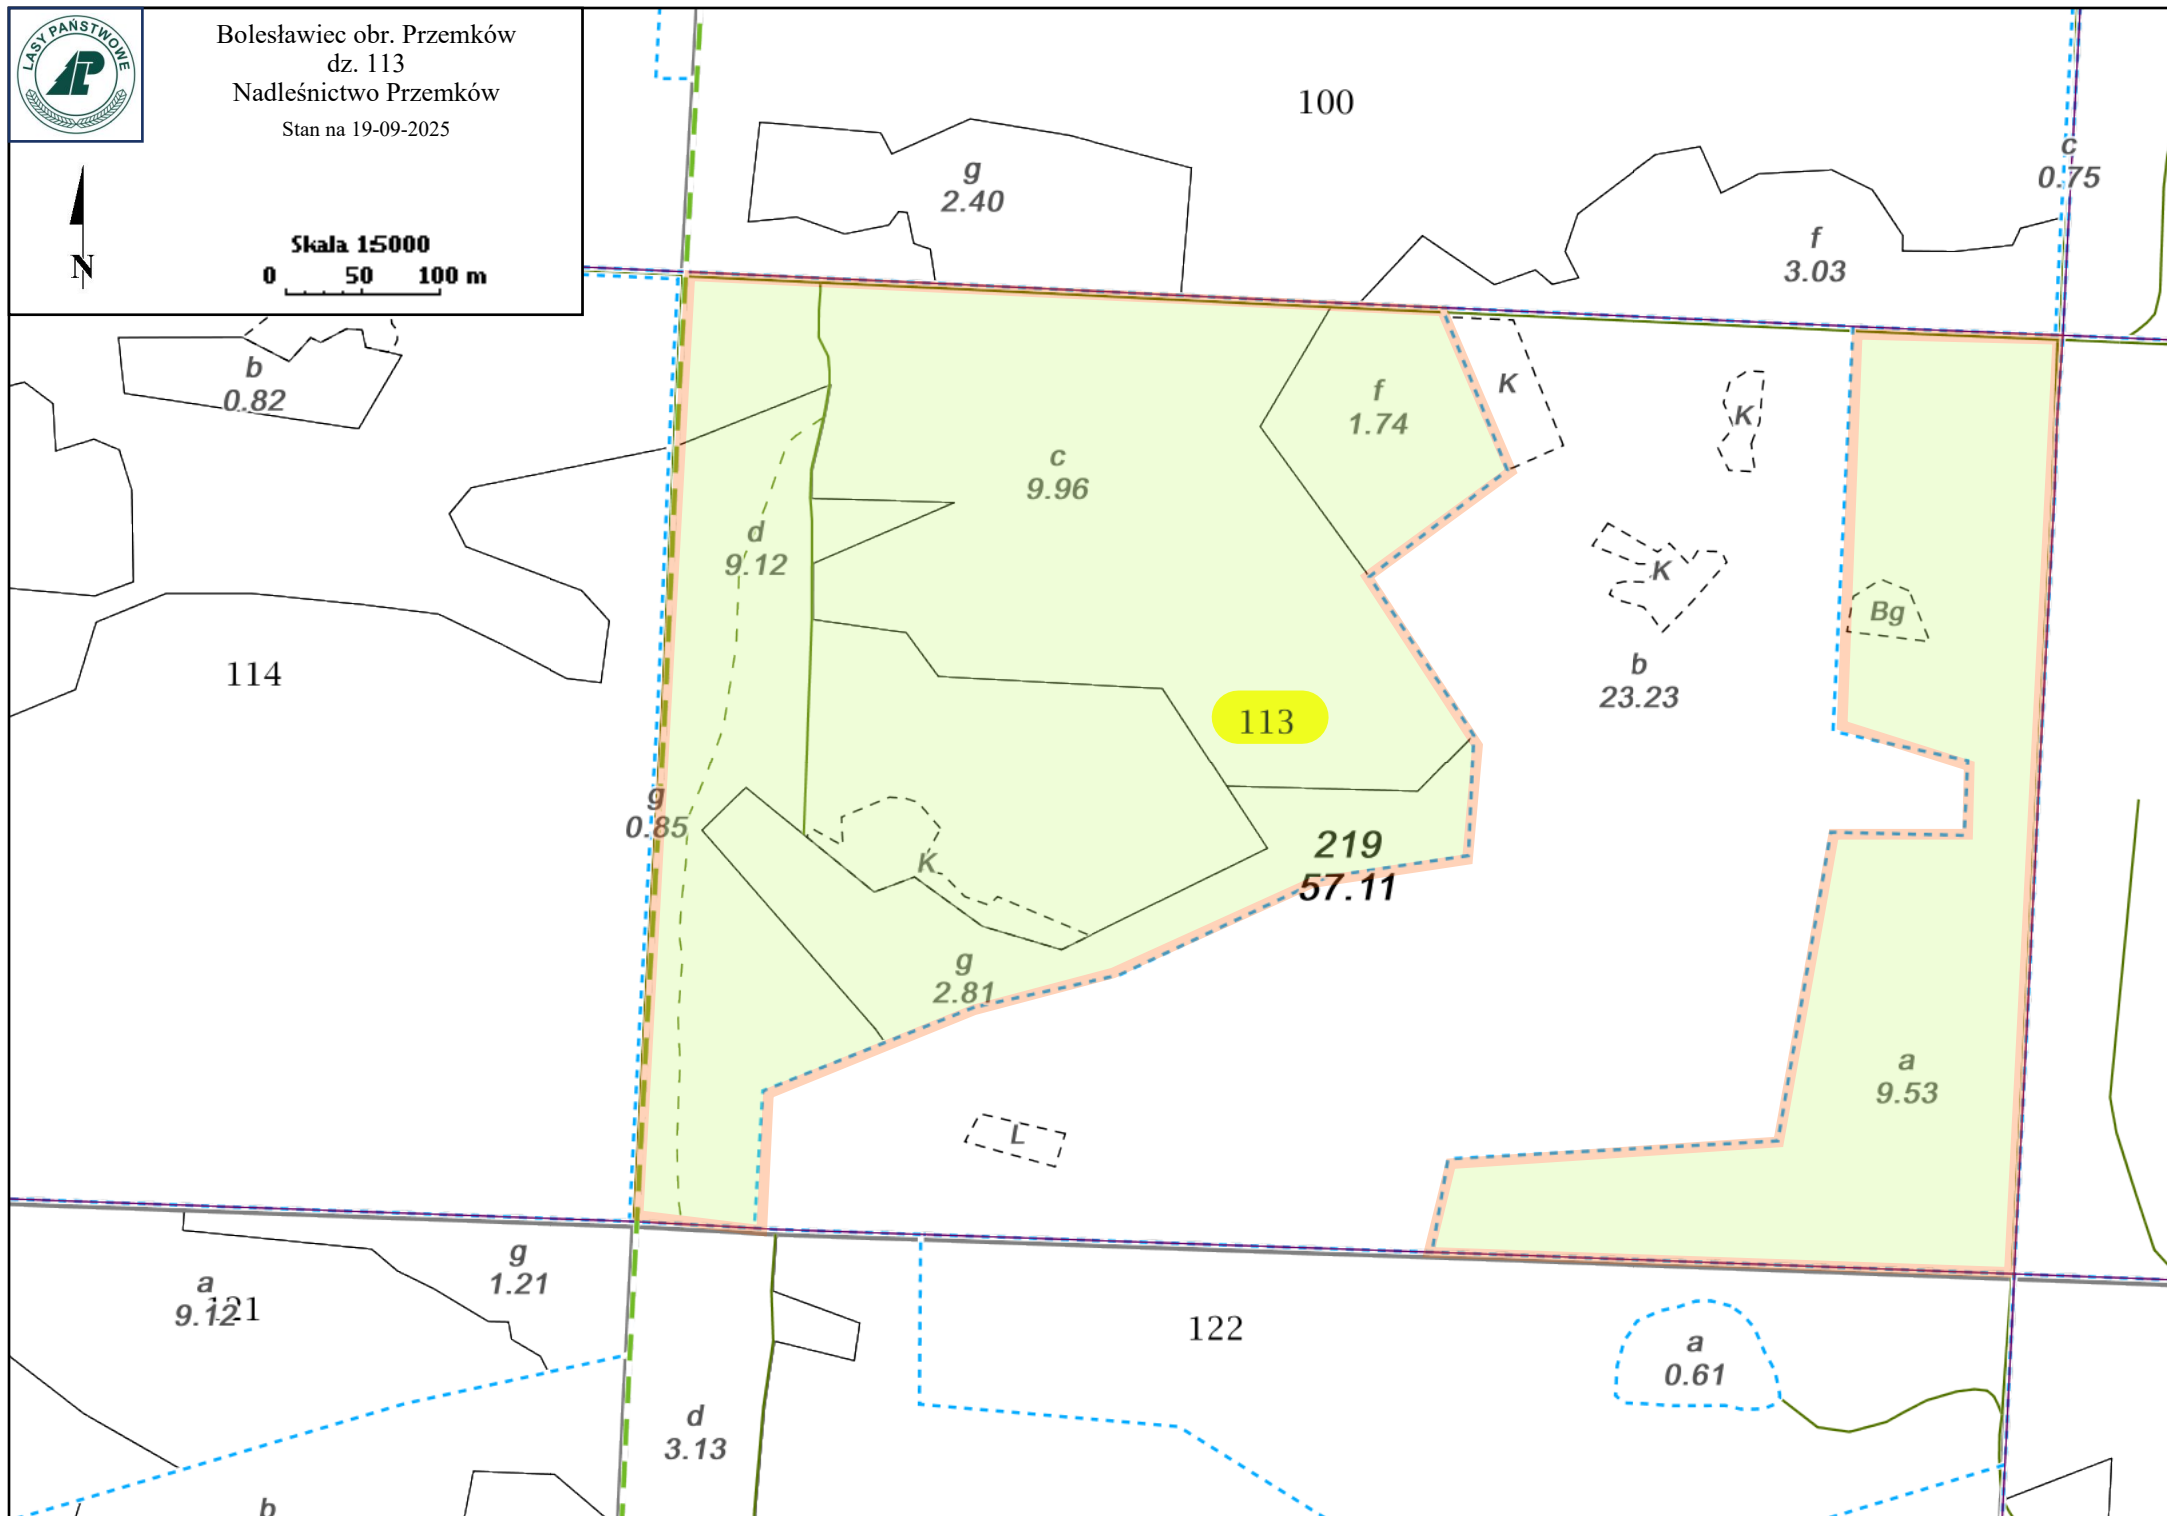 LASY PAŃSTWOWE
Bolesławiec obr. Przemków
dz. 113
Nadleśnictwo Przemków
Stan na 19-09-2025
N
Skala 1:5000
0 50 100 m
100
g
2.40
c
0.75
f
3.03
b
0.82
f
1.74
K
K
c
9.96
d
9.12
K
Bg
114
b
23.23
113
g
0.85
219
57.11
K
g
2.81
a
9.53
L
g
1.21
a
9.12
121
122
a
0.61
d
3.13
b